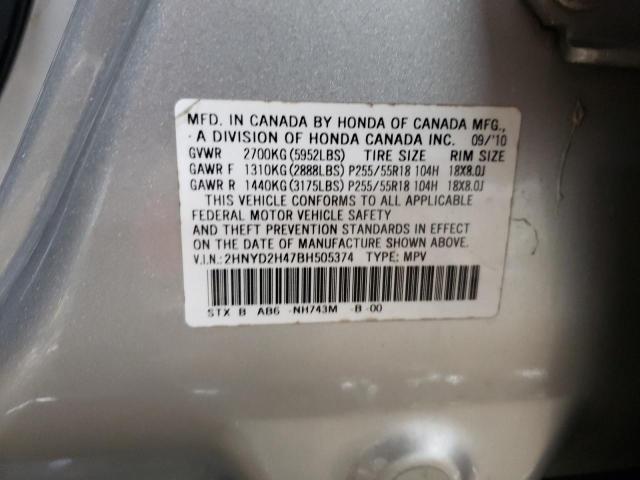 MFD. IN CANADA BY HONDA OF CANADA MFG.,
A DIVISION OF HONDA CANADA INC. 09/'10
GVWR 2700KG(5952LBS) TIRE SIZE RIM SIZE
GAWR F 1310KG(2888LBS) P255/55R18 104H 18X8.0J
GAWR R 1440KG(3175LBS) P255/55R18 104H 18X8.0J
THIS VEHICLE CONFORMS TO ALL APPLICABLE
FEDERAL MOTOR VEHICLE SAFETY
AND THEFT PREVENTION STANDARDS IN EFFECT
ON THE DATE OF MANUFACTURE SHOWN ABOVE.
V.I.N.: 2HNYD2H47BH505374 TYPE: MPV
STX B AB6 -NH743M -B-00